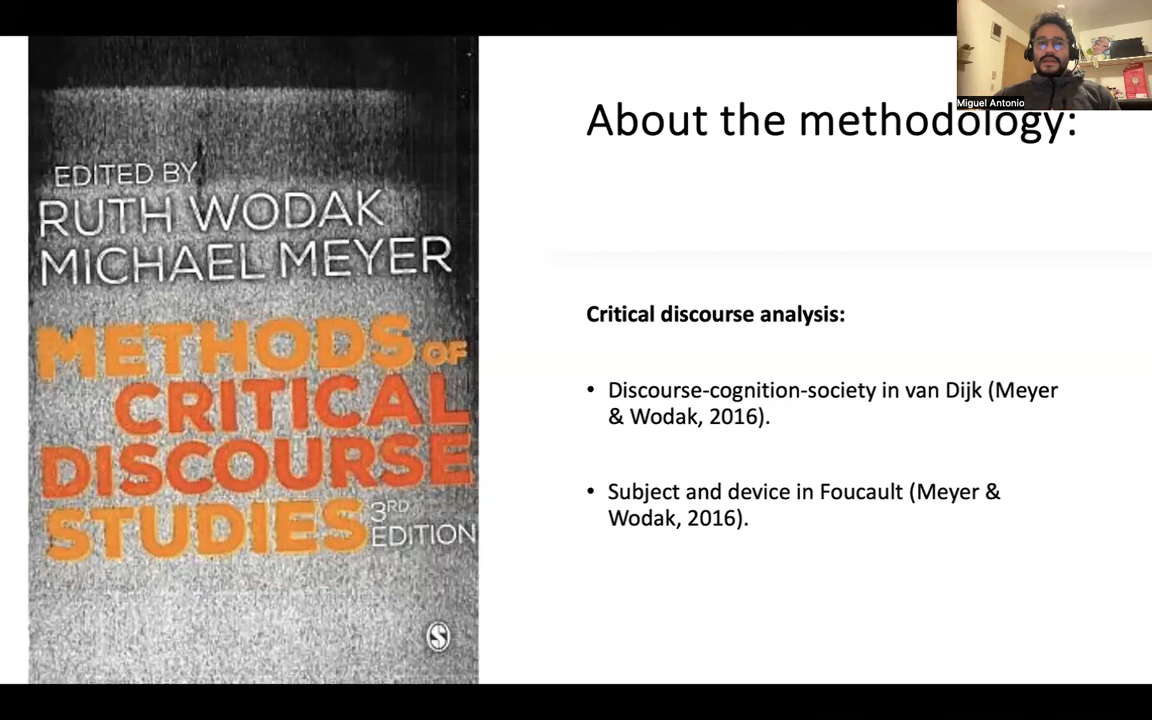 Miguel Antonio
About the methodology:
EDITED BY
RUTH WODAK
MICHAEL MEYER
METHODS OF
CRITICAL
DISCOURSE
STUDIES 3RD
EDITION
S
Critical discourse analysis:
• Discourse-cognition-society in van Dijk (Meyer
& Wodak, 2016).
• Subject and device in Foucault (Meyer &
Wodak, 2016).